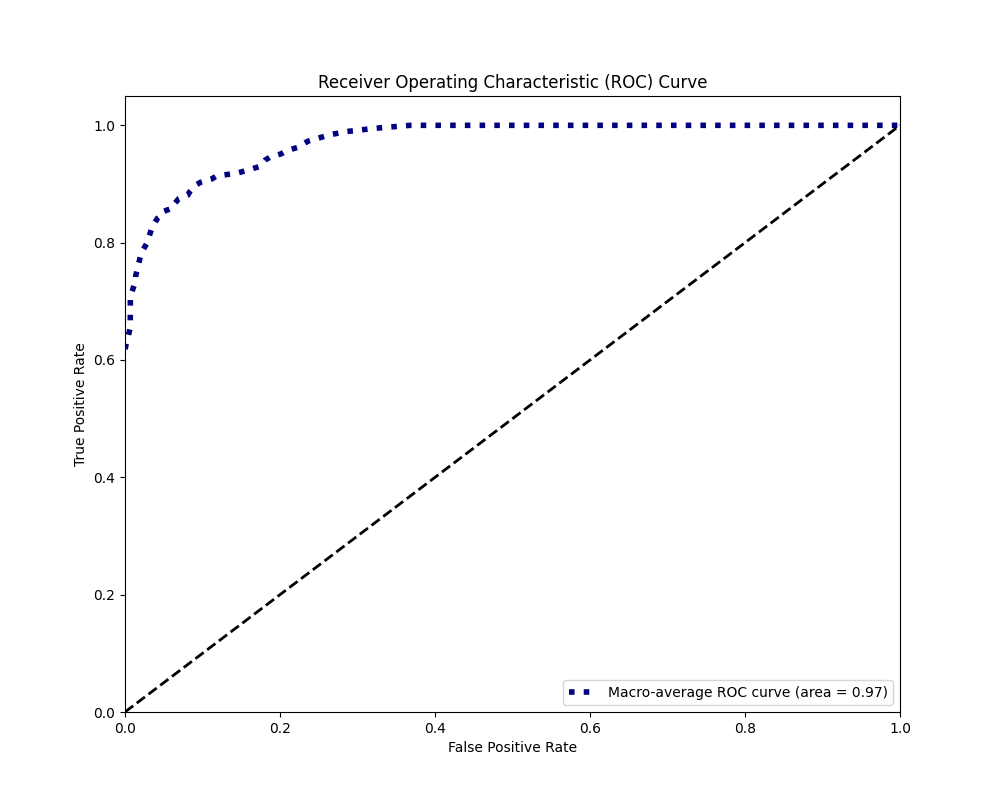 Receiver Operating Characteristic (ROC) Curve
1.0
0.8
0.6
0.4
0.2
0.0
True Positive Rate
Macro-average ROC curve (area = 0.97)
0.0 0.2 0.4 0.6 0.8 1.0
False Positive Rate